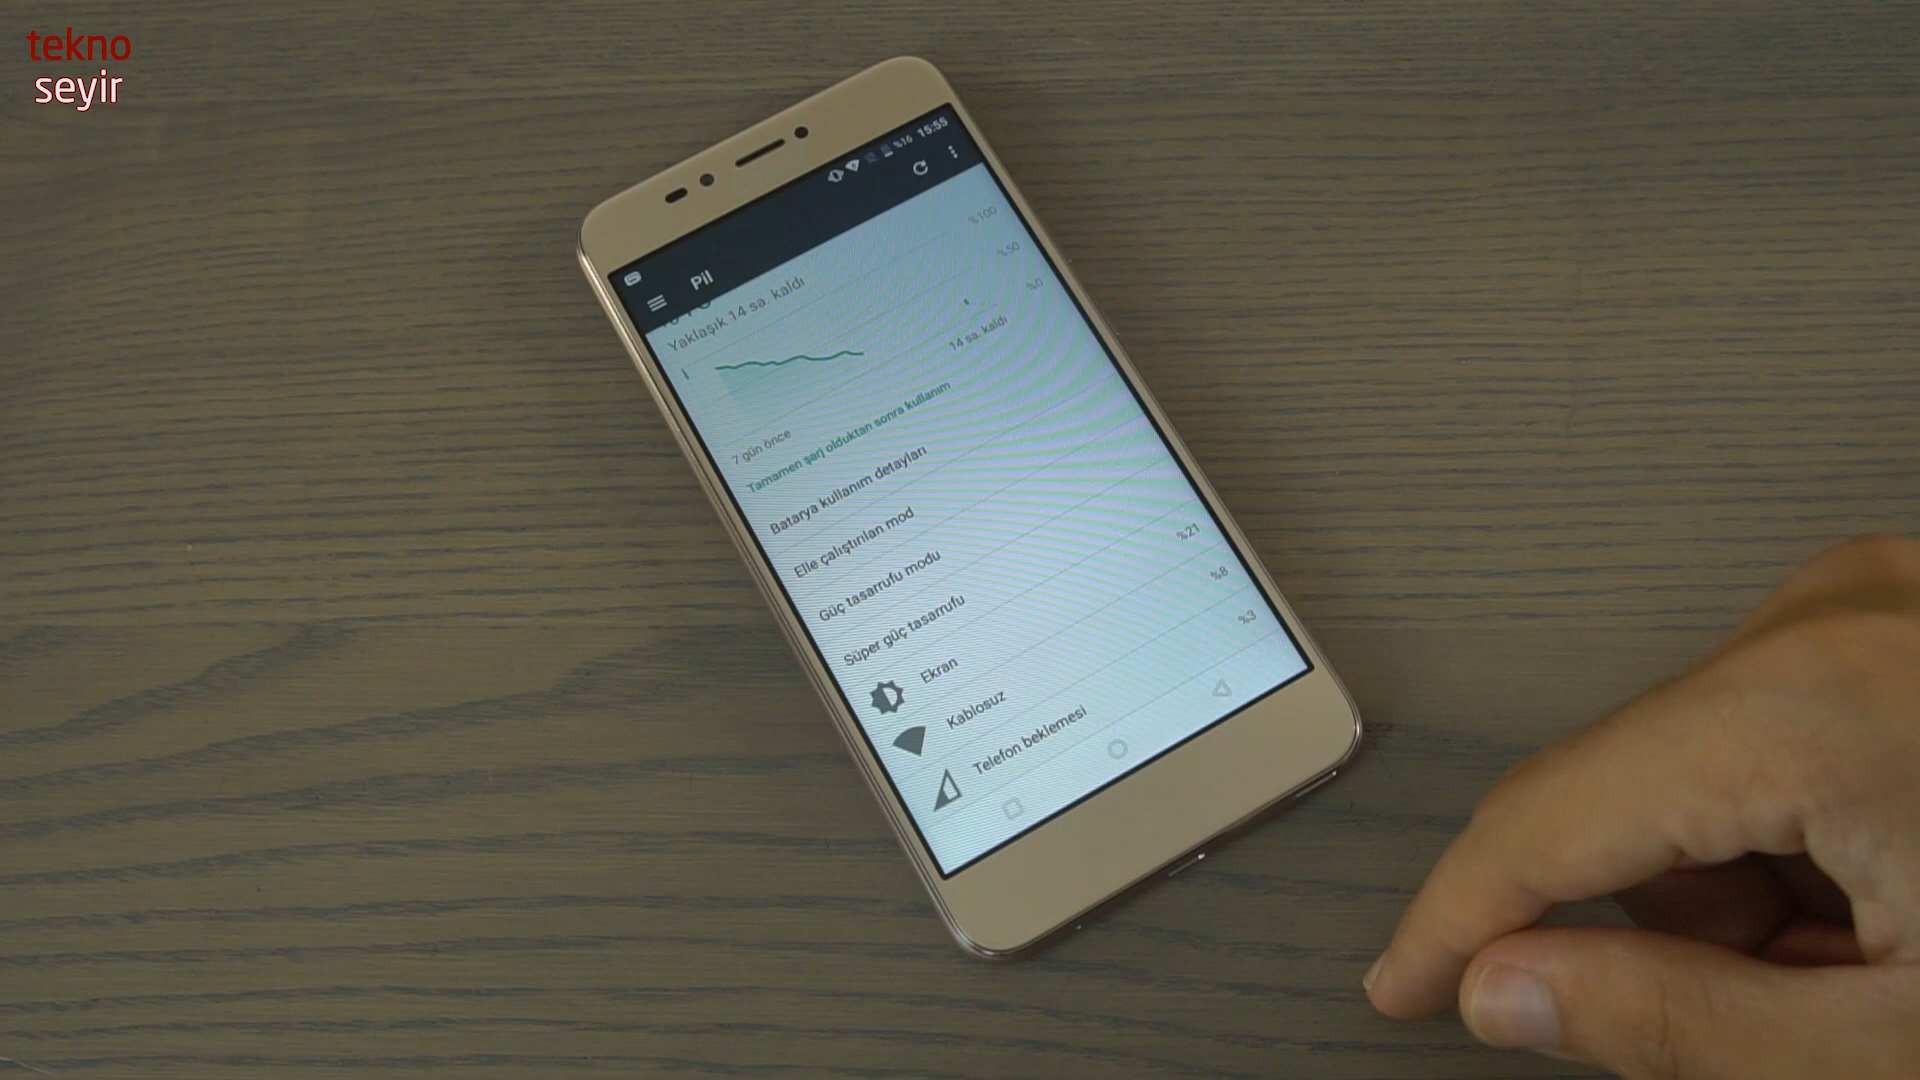 tekno
seyir
%16 15:55
Pil
Yaklaşık 14 sa. kaldı
%100
%50
%0
7 gün önce
14 sa. kaldı
Tamamen şarj olduktan sonra kullanım
Batarya kullanım detayları
Elle çalıştırılan mod
Güç tasarrufu modu
Süper güç tasarrufu
Ekran %21
Kablosuz %8
Telefon beklemesi %3